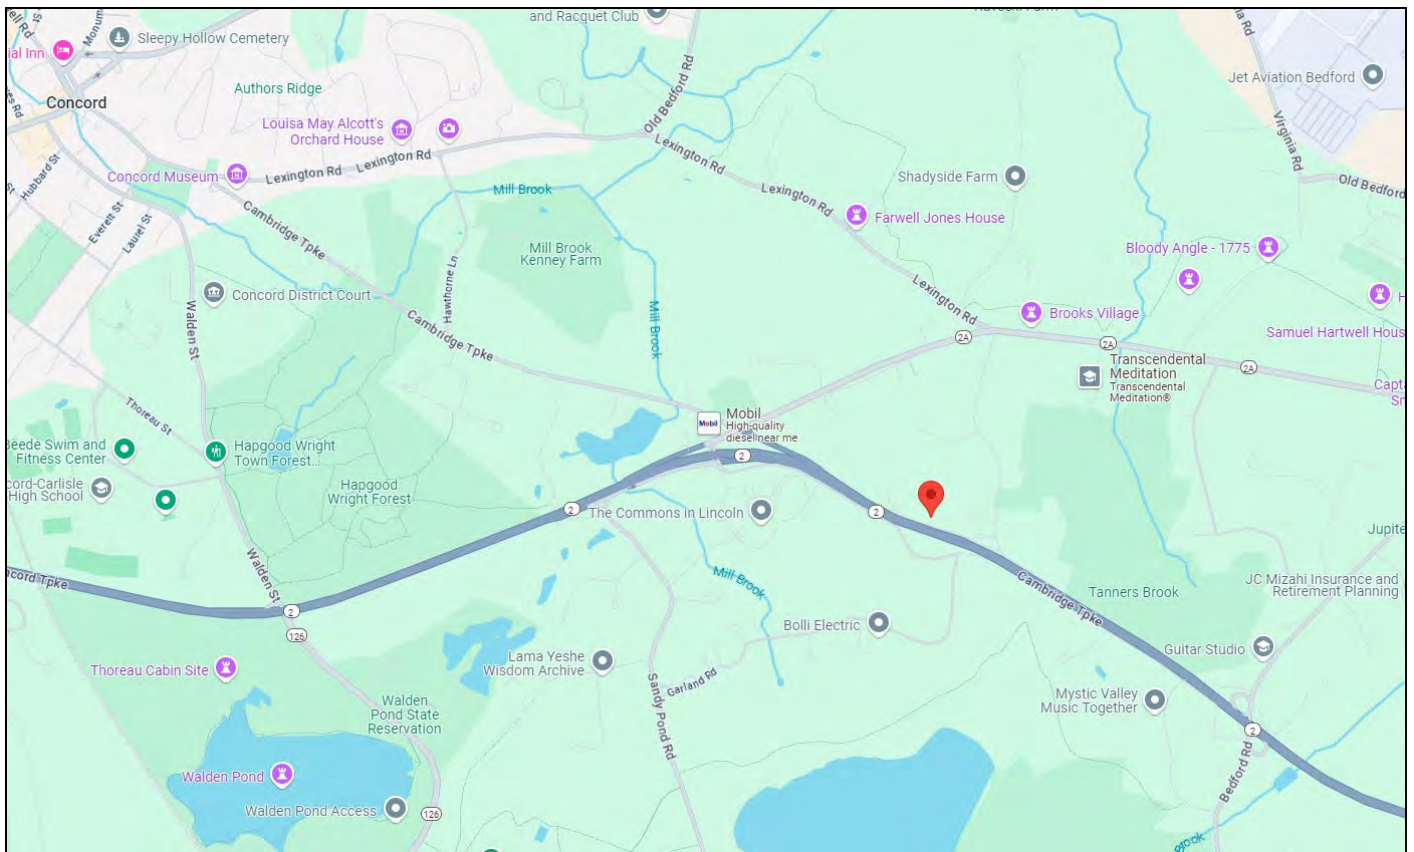 and Racquet Club
Sleepy Hollow Cemetery
ial Inn
Monum
Jet Aviation Bedford
Authors Ridge
Concord
Old Bedford Rd
Virginia Rd
Louisa May Alcott's
Orchard House
Lexington Rd
Lexington Rd
Lexington Rd
Concord Museum
Hubbard St
Mill Brook
Lexington Rd
Shadyside Farm
Old Bedford
Everett St
Laurel St
Cambridge Tpke
Farwell Jones House
Mill Brook
Kenney Farm
Bloody Angle - 1775
Hawthorne Ln
Concord District Court
Walden St
Cambridge Tpke
Mill Brook
Lexington Rd
Brooks Village
H
Samuel Hartwell Hous
2A
2A
2A
Transcendental
Meditation
Transcendental
Meditation®
Capta
Sm
Thoreau St
Mobil
Mobil
High-quality
diesel near me
Beede Swim and
Fitness Center
Hapgood Wright
Town Forest...
2
cord-Carlisle
High School
Hapgood
Wright Forest
2
The Commons in Lincoln
2
Jupite
Walden St
ncord Tpke
Mill Brook
Cambridge Tpke
Tanners Brook
JC Mizahi Insurance and
Retirement Planning
2
126
Bolli Electric
Guitar Studio
Thoreau Cabin Site
Lama Yeshe
Wisdom Archive
Sandy Pond Rd
Garland Rd
Walden
Pond State
Reservation
Mystic Valley
Music Together
2
Bedford Rd
Walden Pond
Walden Pond Access
126
Brook